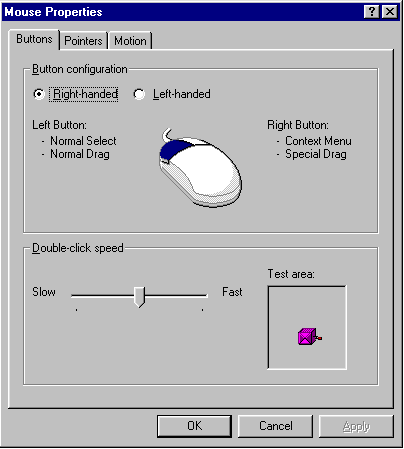 Mouse Properties
Buttons Pointers Motion
Button configuration
Right-handed Left-handed
Left Button:
- Normal Select
- Normal Drag
Right Button:
- Context Menu
- Special Drag
Double-click speed
Test area:
Slow Fast
OK Cancel Apply